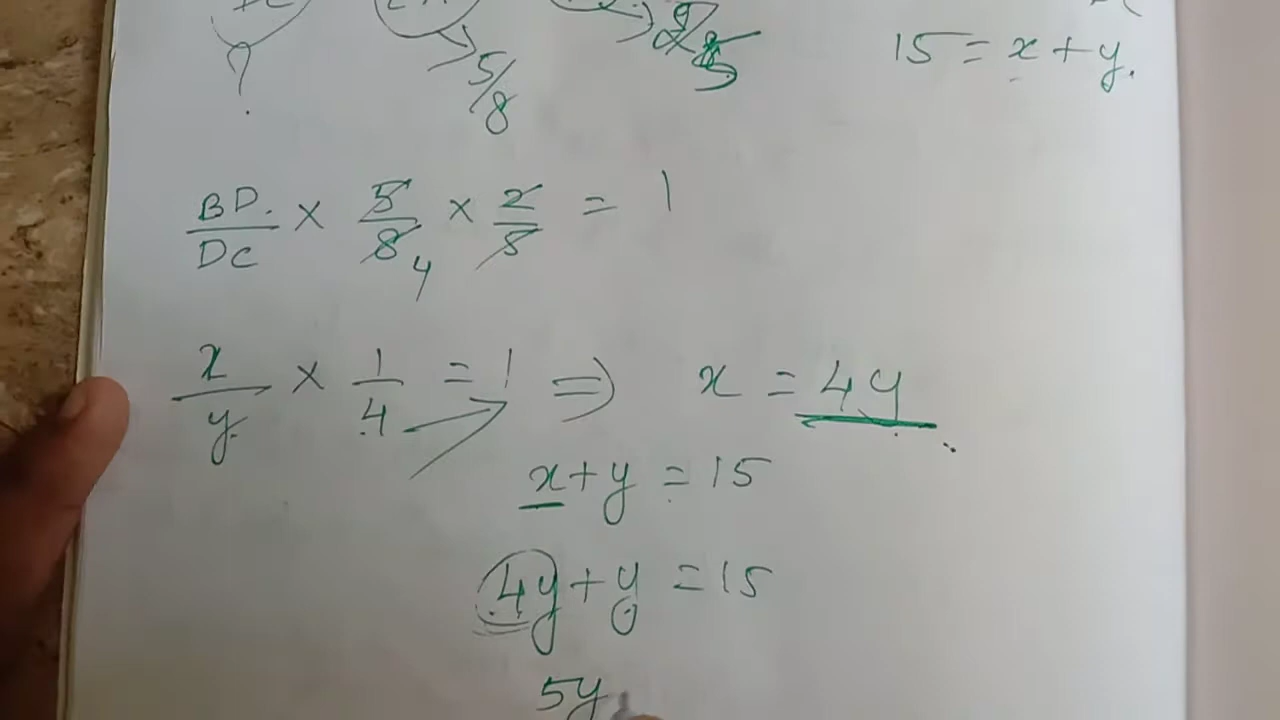 ?
5/8
15 = x + y.
BD/DC × 5/8 4 × 2/5 = 1
x/y × 1/4 = 1 ⇒ x = 4y
x + y = 15
4y + y = 15
5y